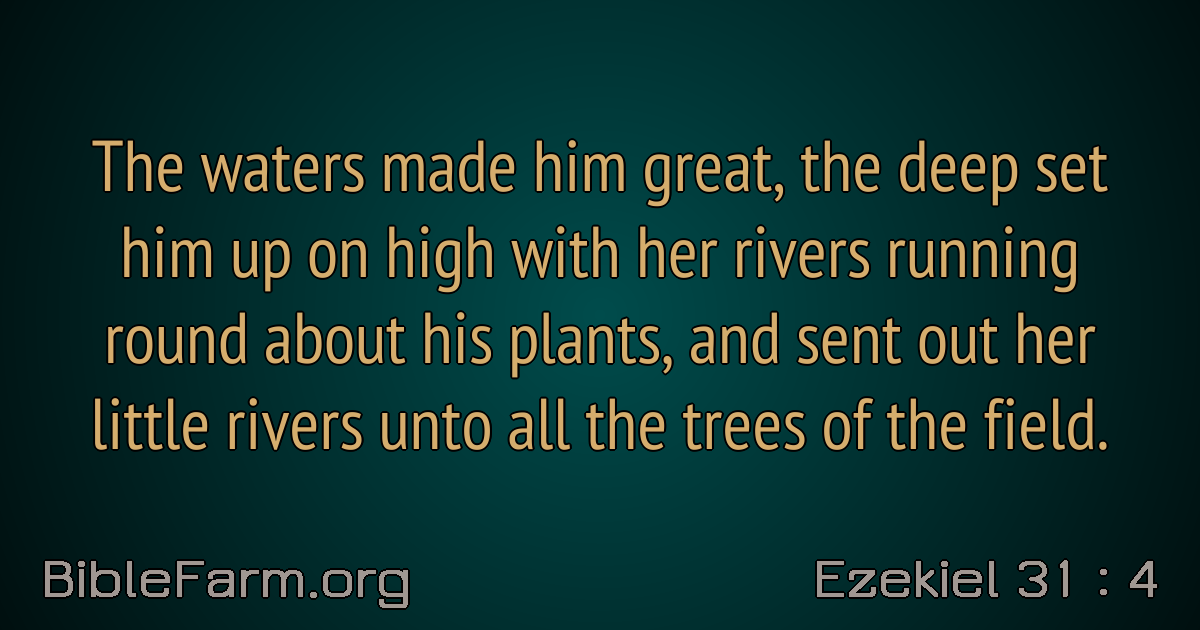 The waters made him great, the deep set
him up on high with her rivers running
round about his plants, and sent out her
little rivers unto all the trees of the field.
BibleFarm.org
Ezekiel 31 : 4